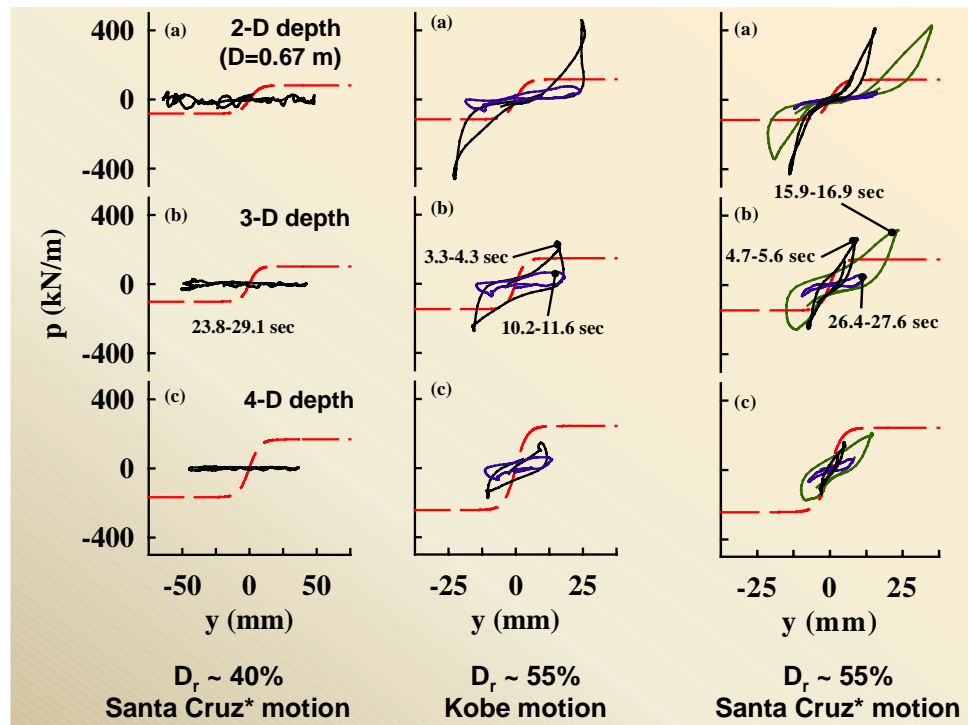 (a)
2-D depth
(D=0.67 m)
(a)
(a)
400
0
-400
15.9-16.9 sec
(b)
3-D depth
(b)
(b)
400
3.3-4.3 sec
4.7-5.6 sec
0
23.8-29.1 sec
10.2-11.6 sec
26.4-27.6 sec
-400
p (kN/m)
(c)
4-D depth
(c)
(c)
400
0
-400
-50 0 50
-25 0 25
-25 0 25
y (mm)
y (mm)
y (mm)
Dr ~ 40%
Santa Cruz* motion
Dr ~ 55%
Kobe motion
Dr ~ 55%
Santa Cruz* motion